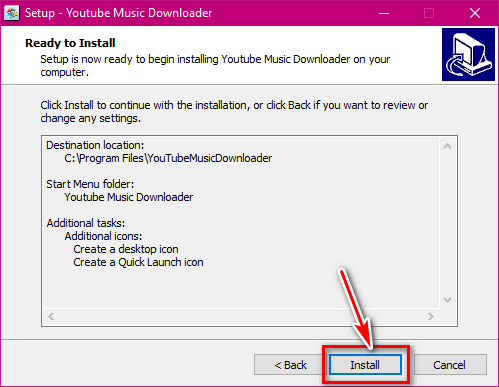 Setup - Youtube Music Downloader
Ready to Install
Setup is now ready to begin installing Youtube Music Downloader on your
computer.
Click Install to continue with the installation, or click Back if you want to review or
change any settings.
Destination location:
C:\Program Files\YouTubeMusicDownloader
Start Menu folder:
Youtube Music Downloader
Additional tasks:
Additional icons:
Create a desktop icon
Create a Quick Launch icon
< Back
Install
Cancel